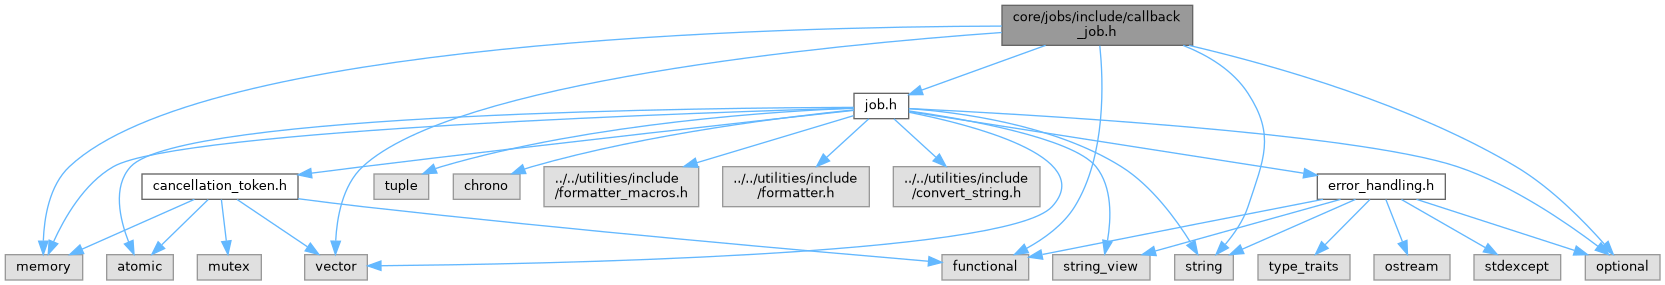 core/jobs/include/callback
_job.h
job.h
cancellation_token.h
tuple
chrono
../../utilities/include
/formatter_macros.h
../../utilities/include
/formatter.h
../../utilities/include
/convert_string.h
error_handling.h
memory
atomic
mutex
vector
functional
string_view
string
type_traits
ostream
stdexcept
optional